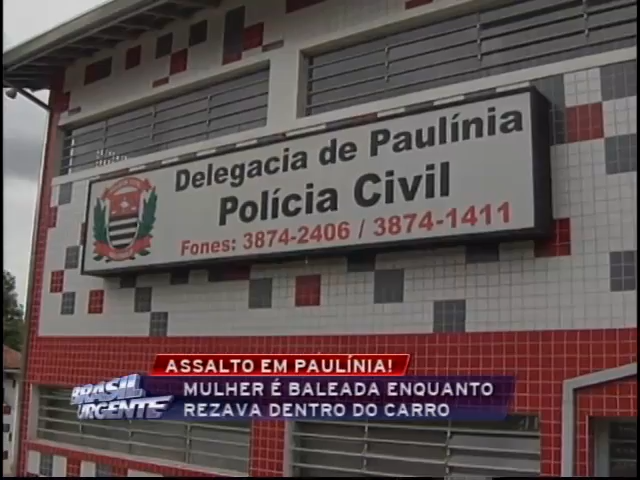 Delegacia de Paulínia
Polícia Civil
Fones: 3874-2406 / 3874-1411
ASSALTO EM PAULÍNIA!
BRASIL URGENTE
MULHER É BALEADA ENQUANTO
REZAVA DENTRO DO CARRO